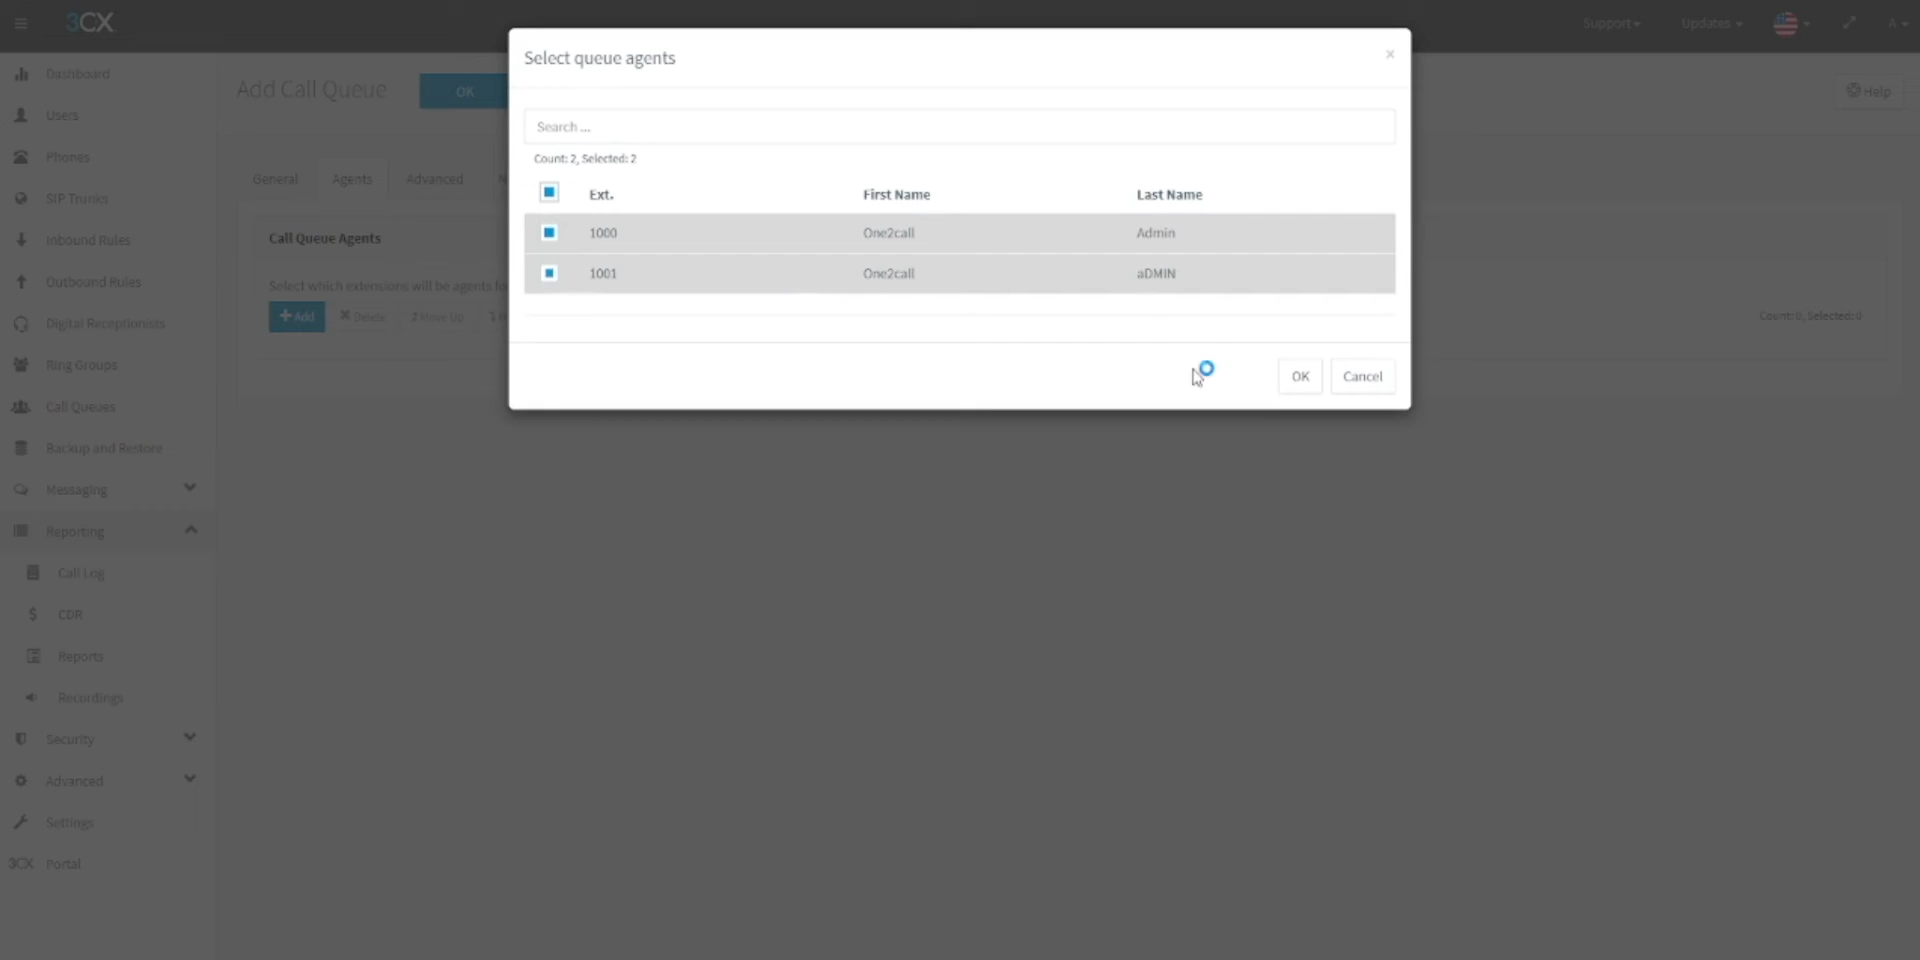 3CX
Support
Updates
A
Select queue agents
×
Dashboard
Add Call Queue
OK
Help
Users
Search ...
Phones
Count: 2, Selected: 2
General
Agents
Advanced
SIP Trunks
Ext.
First Name
Last Name
1000
One2call
Admin
Inbound Rules
Call Queue Agents
1001
One2call
aDMIN
Outbound Rules
Select which extensions will be agents
Add
Delete
Move Up
Count: 0, Selected: 0
Digital Receptionists
Ring Groups
OK
Cancel
Call Queues
Backup and Restore
Messaging
Reporting
Call Log
$ CDR
Reports
Recordings
Security
Advanced
Settings
3CX Portal